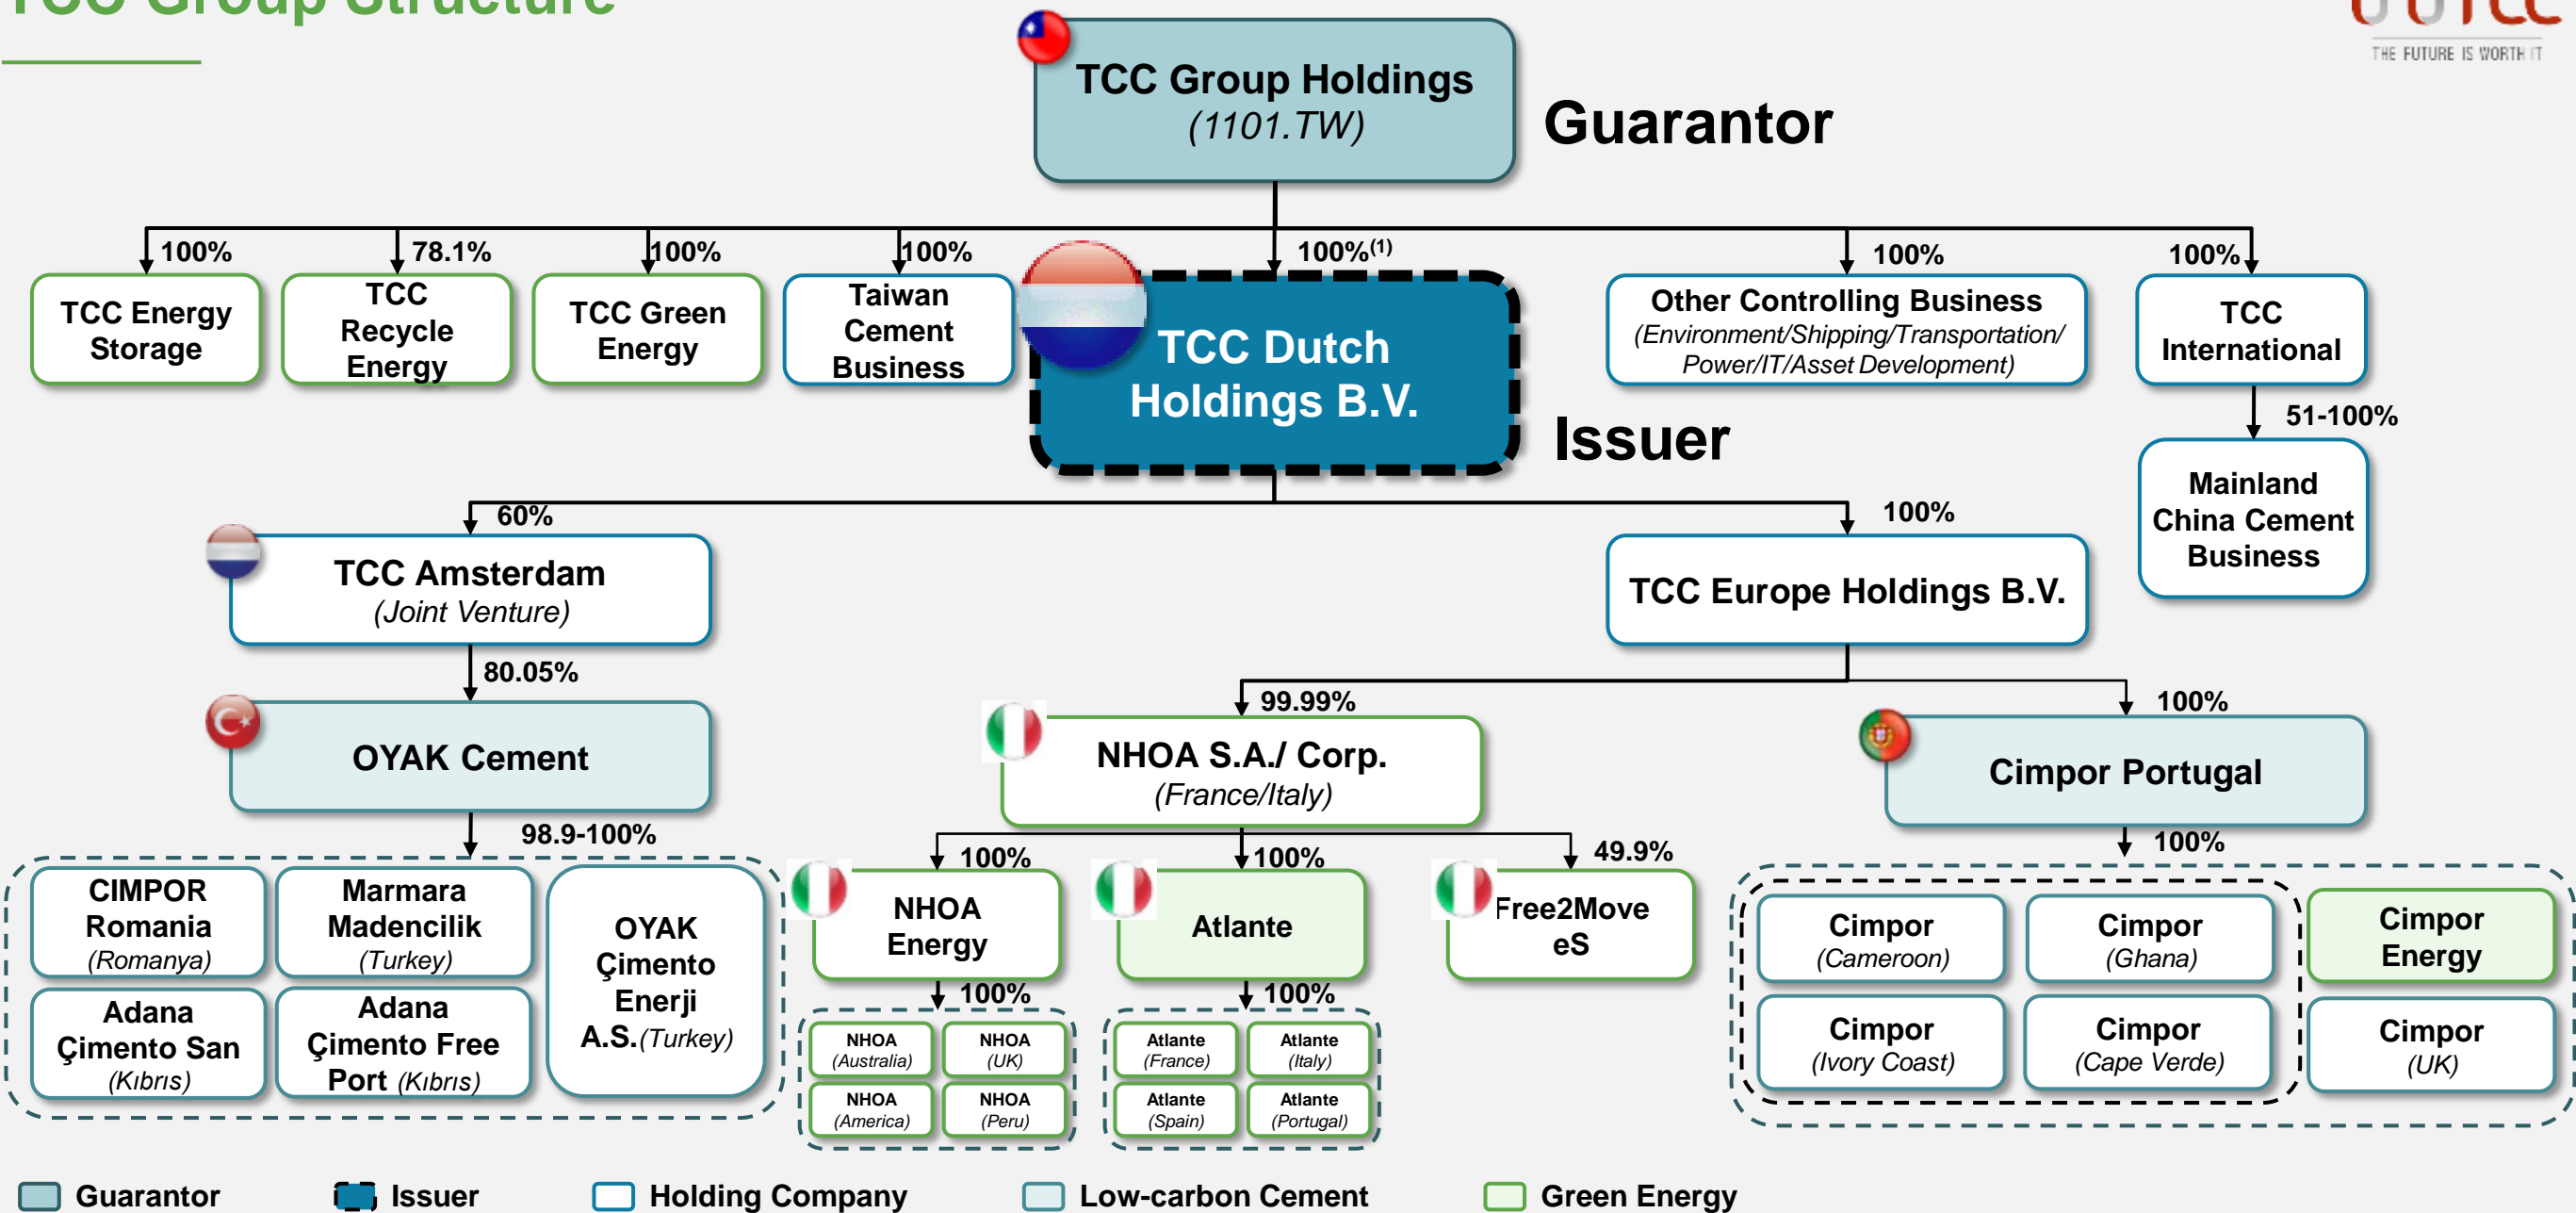 TCC Group Structure
TCC
THE FUTURE IS WORTH IT
TCC Group Holdings
(1101.TW)
Guarantor
100%
78.1%
100%
100%
100%(1)
100%
100%
TCC Energy
Storage
TCC
Recycle
Energy
TCC Green
Energy
Taiwan
Cement
Business
TCC Dutch
Holdings B.V.
Issuer
Other Controlling Business
(Environment/Shipping/Transportation/
Power/IT/Asset Development)
TCC
International
51-100%
Mainland
China Cement
Business
60%
100%
TCC Amsterdam
(Joint Venture)
TCC Europe Holdings B.V.
80.05%
99.99%
100%
OYAK Cement
NHOA S.A./ Corp.
(France/Italy)
Cimpor Portugal
98.9-100%
100%
100%
49.9%
100%
CIMPOR
Romania
(Romanya)
Marmara
Madencilik
(Turkey)
OYAK
Çimento
Enerji
A.S.(Turkey)
Adana
Çimento San
(Kıbrıs)
Adana
Çimento Free
Port (Kıbrıs)
NHOA
Energy
Atlante
Free2Move
eS
100%
100%
NHOA
(Australia)
NHOA
(UK)
NHOA
(America)
NHOA
(Peru)
Atlante
(France)
Atlante
(Italy)
Atlante
(Spain)
Atlante
(Portugal)
Cimpor
(Cameroon)
Cimpor
(Ghana)
Cimpor
Energy
Cimpor
(Ivory Coast)
Cimpor
(Cape Verde)
Cimpor
(UK)
Guarantor
Issuer
Holding Company
Low-carbon Cement
Green Energy